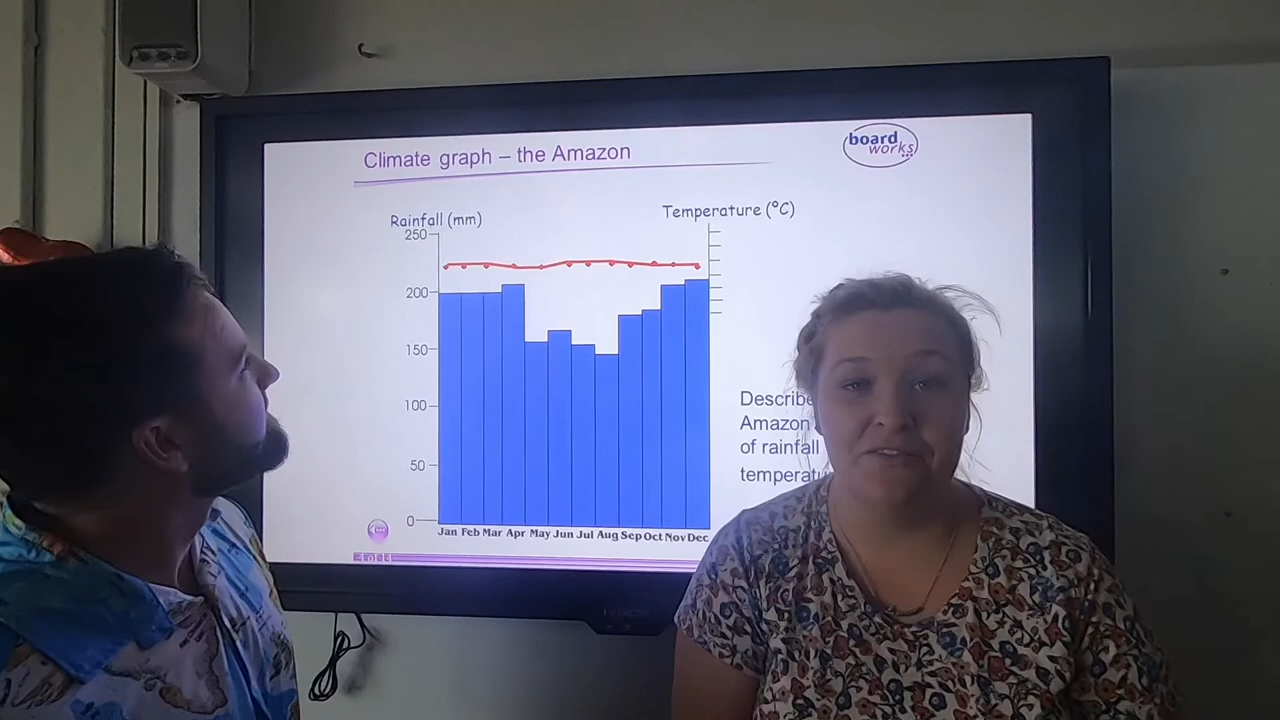 Climate graph – the Amazon
board
works
Rainfall (mm)
Temperature (°C)
250
200
150
100
50
0
Jan Feb Mar Apr May Jun Jul Aug Sep Oct Nov Dec
Describe
Amazon
of rainfall